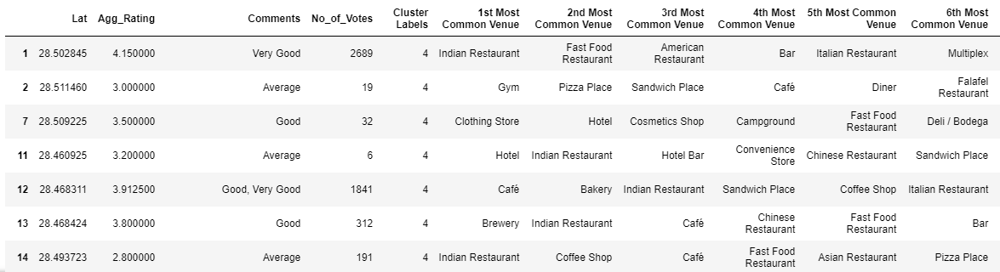 Lat Agg_Rating Comments No_of_Votes Cluster Labels 1st Most Common Venue 2nd Most Common Venue 3rd Most Common Venue 4th Most Common Venue 5th Most Common Venue 6th Most Common Venue
1 28.502845 4.150000 Very Good 2689 4 Indian Restaurant Fast Food Restaurant American Restaurant Bar Italian Restaurant Multiplex
2 28.511460 3.000000 Average 19 4 Gym Pizza Place Sandwich Place Café Diner Falafel Restaurant
7 28.509225 3.500000 Good 32 4 Clothing Store Hotel Cosmetics Shop Campground Fast Food Restaurant Deli / Bodega
11 28.460925 3.200000 Average 6 4 Hotel Indian Restaurant Hotel Bar Convenience Store Chinese Restaurant Sandwich Place
12 28.468311 3.912500 Good, Very Good 1841 4 Café Bakery Indian Restaurant Sandwich Place Coffee Shop Italian Restaurant
13 28.468424 3.800000 Good 312 4 Brewery Indian Restaurant Café Chinese Restaurant Fast Food Restaurant Bar
14 28.493723 2.800000 Average 191 4 Indian Restaurant Coffee Shop Café Fast Food Restaurant Asian Restaurant Pizza Place